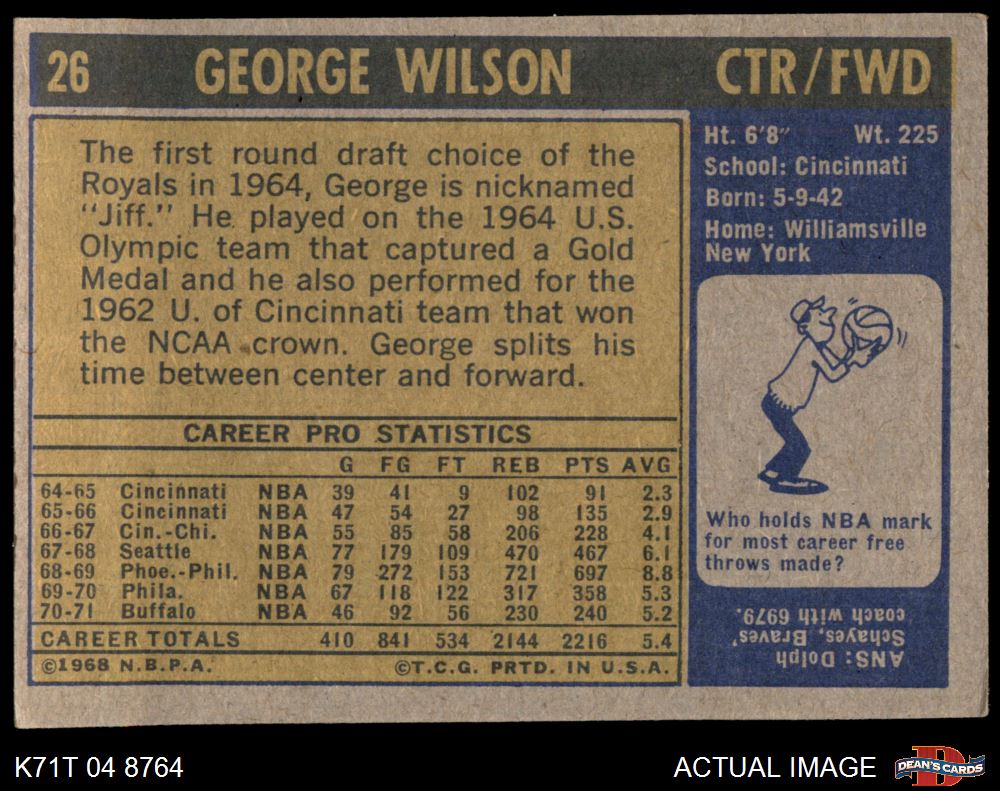 26 GEORGE WILSON CTR/FWD
The first round draft choice of the
Royals in 1964, George is nicknamed
"Jiff." He played on the 1964 U.S.
Olympic team that captured a Gold
Medal and he also performed for the
1962 U. of Cincinnati team that won
the NCAA crown. George splits his
time between center and forward.
CAREER PRO STATISTICS
G FG FT REB PTS AVG
64-65 Cincinnati NBA 39 41 9 102 91 2.3
65-66 Cincinnati NBA 47 54 27 98 135 2.9
66-67 Cin.-Chi. NBA 55 85 58 206 228 4.1
67-68 Seattle NBA 77 179 109 470 467 6.1
68-69 Phoe.-Phil. NBA 79 272 153 721 697 8.8
69-70 Phila. NBA 67 118 122 317 358 5.3
70-71 Buffalo NBA 46 92 56 230 240 5.2
CAREER TOTALS 410 841 534 2144 2216 5.4
©1968 N.B.P.A. ©T.C.G. PRTD. IN U.S.A.
Ht. 6'8" Wt. 225
School: Cincinnati
Born: 5-9-42
Home: Williamsville
New York
Who holds NBA mark
for most career free
throws made?
ANS: Dolph
Schayes, Braves'
coach with 6979.
K71T 04 8764 ACTUAL IMAGE DEAN'S CARDS